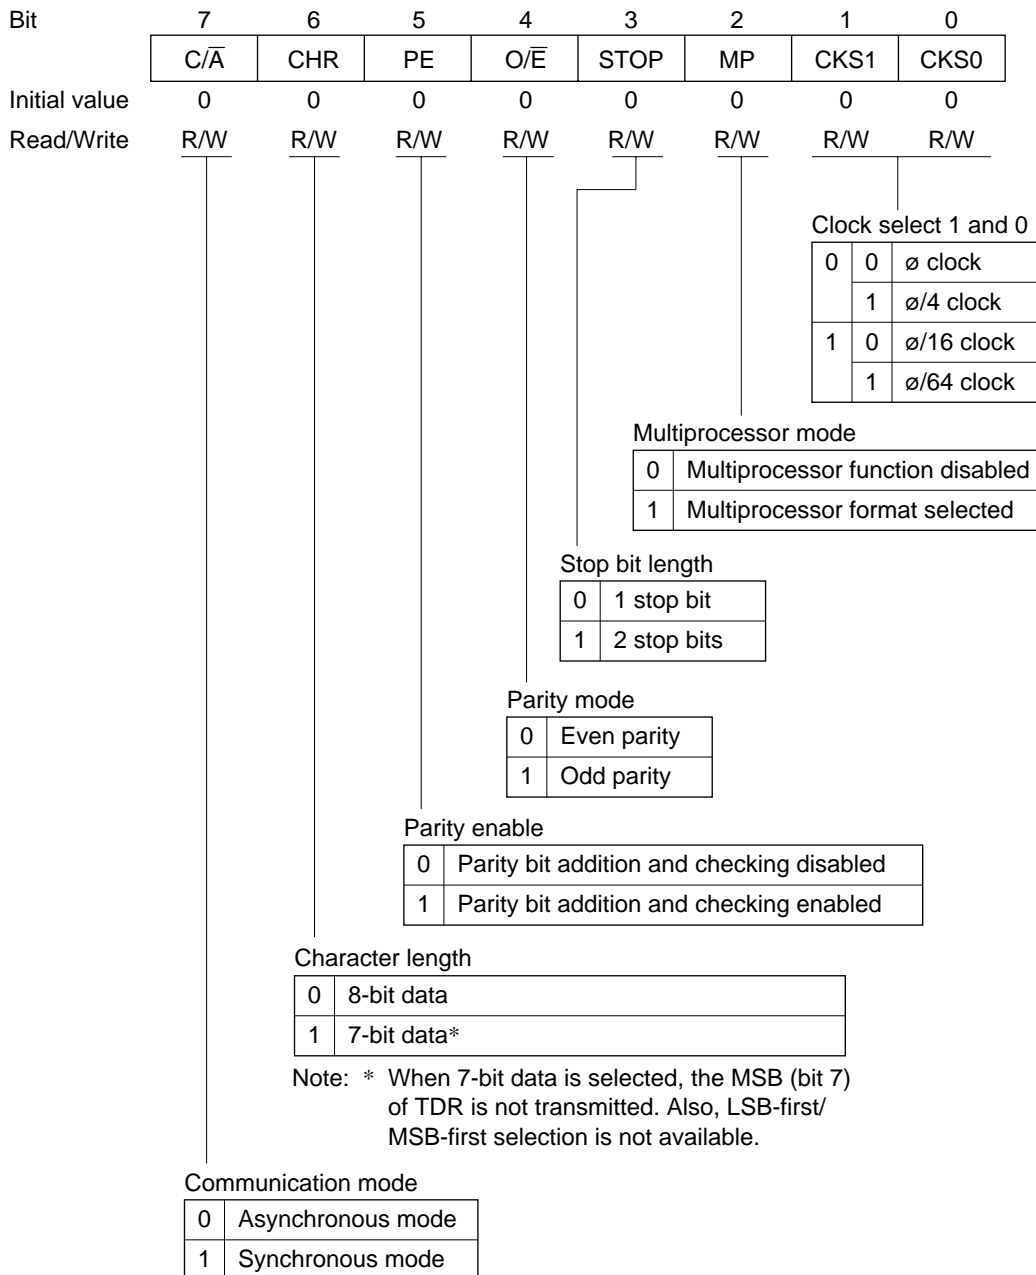 Bit 7 6 5 4 3 2 1 0
C/A̅ CHR PE O/E̅ STOP MP CKS1 CKS0
Initial value 0 0 0 0 0 0 0 0
Read/Write R/W R/W R/W R/W R/W R/W R/W R/W
Clock select 1 and 0
0 0 ø clock
1 ø/4 clock
1 0 ø/16 clock
1 ø/64 clock
Multiprocessor mode
0 Multiprocessor function disabled
1 Multiprocessor format selected
Stop bit length
0 1 stop bit
1 2 stop bits
Parity mode
0 Even parity
1 Odd parity
Parity enable
0 Parity bit addition and checking disabled
1 Parity bit addition and checking enabled
Character length
0 8-bit data
1 7-bit data*
Note: * When 7-bit data is selected, the MSB (bit 7)
of TDR is not transmitted. Also, LSB-first/
MSB-first selection is not available.
Communication mode
0 Asynchronous mode
1 Synchronous mode